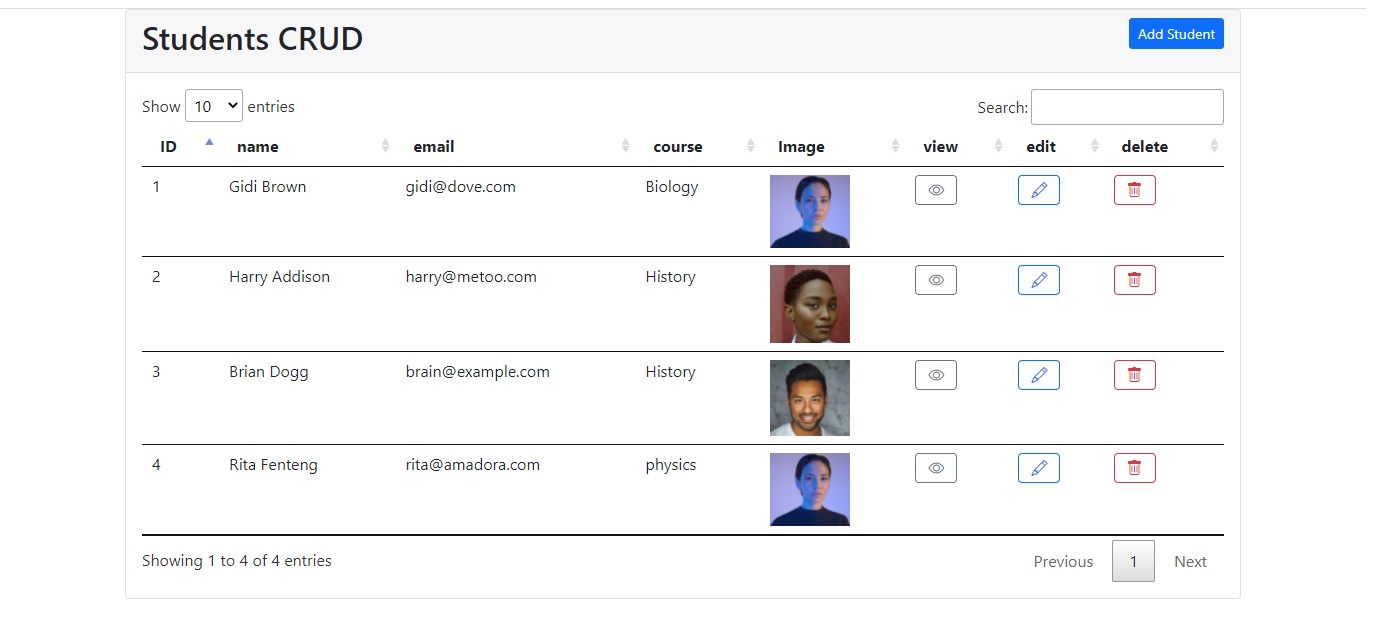 Students CRUD
Add Student
Show 10 entries
Search:
ID name email course Image view edit delete
1 Gidi Brown gidi@dove.com Biology
2 Harry Addison harry@metoo.com History
3 Brian Dogg brain@example.com History
4 Rita Fenteng rita@amadora.com physics
Showing 1 to 4 of 4 entries
Previous 1 Next